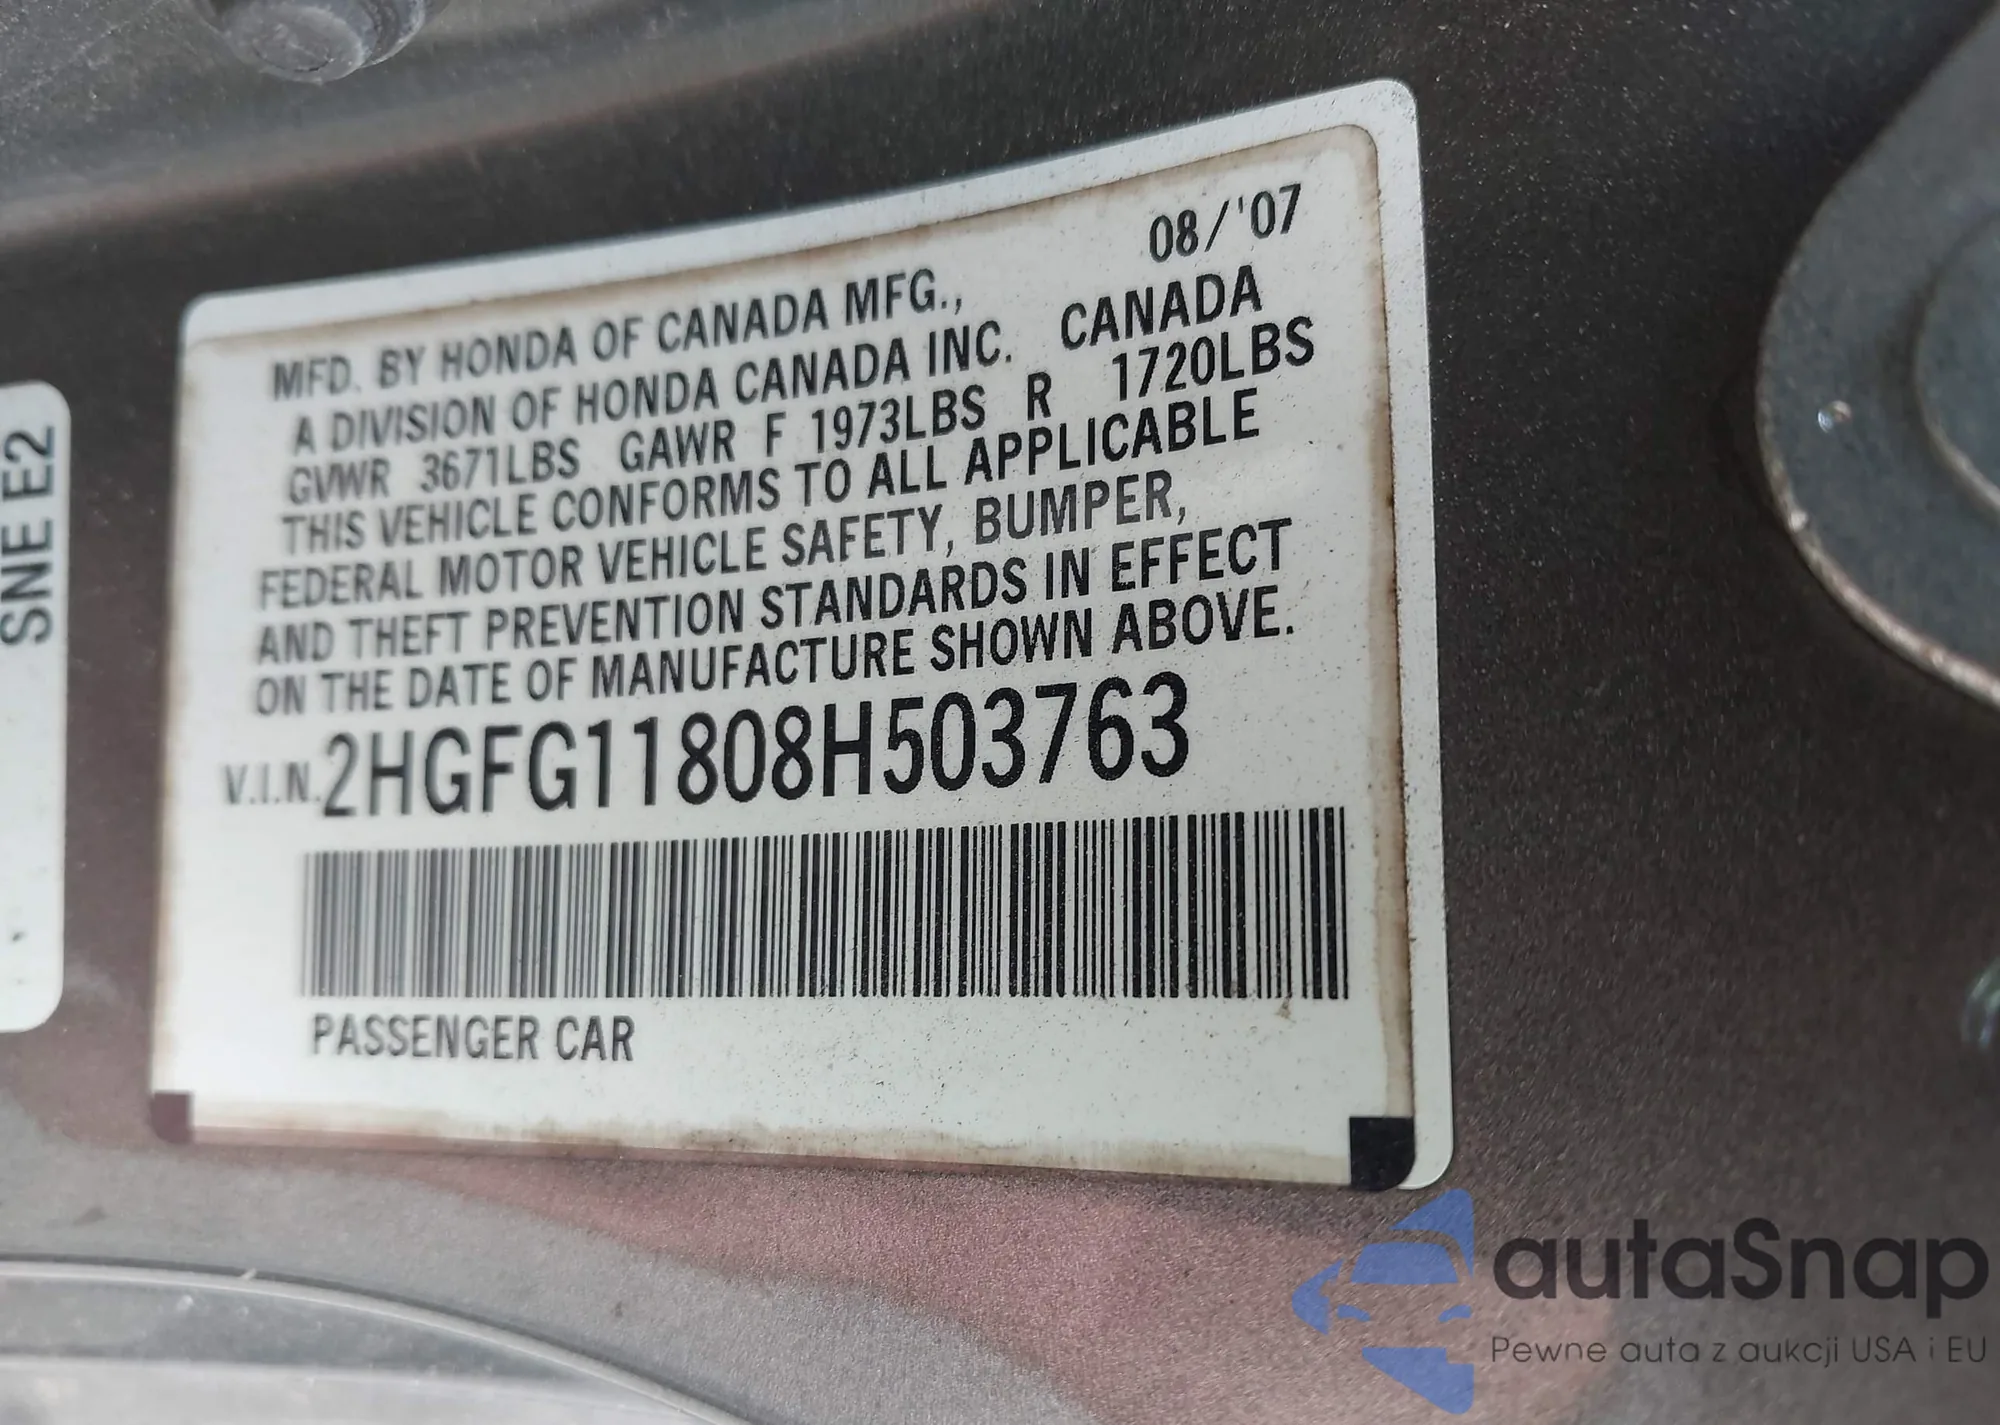 08/'07
MFD. BY HONDA OF CANADA MFG.,
A DIVISION OF HONDA CANADA INC. CANADA
GVWR 3671LBS GAWR F 1973LBS R 1720LBS
THIS VEHICLE CONFORMS TO ALL APPLICABLE
FEDERAL MOTOR VEHICLE SAFETY, BUMPER,
AND THEFT PREVENTION STANDARDS IN EFFECT
ON THE DATE OF MANUFACTURE SHOWN ABOVE.
V.I.N. 2HGFG11808H503763
PASSENGER CAR
SNE E2
autaSnap
Pewne auta z aukcji USA i EU